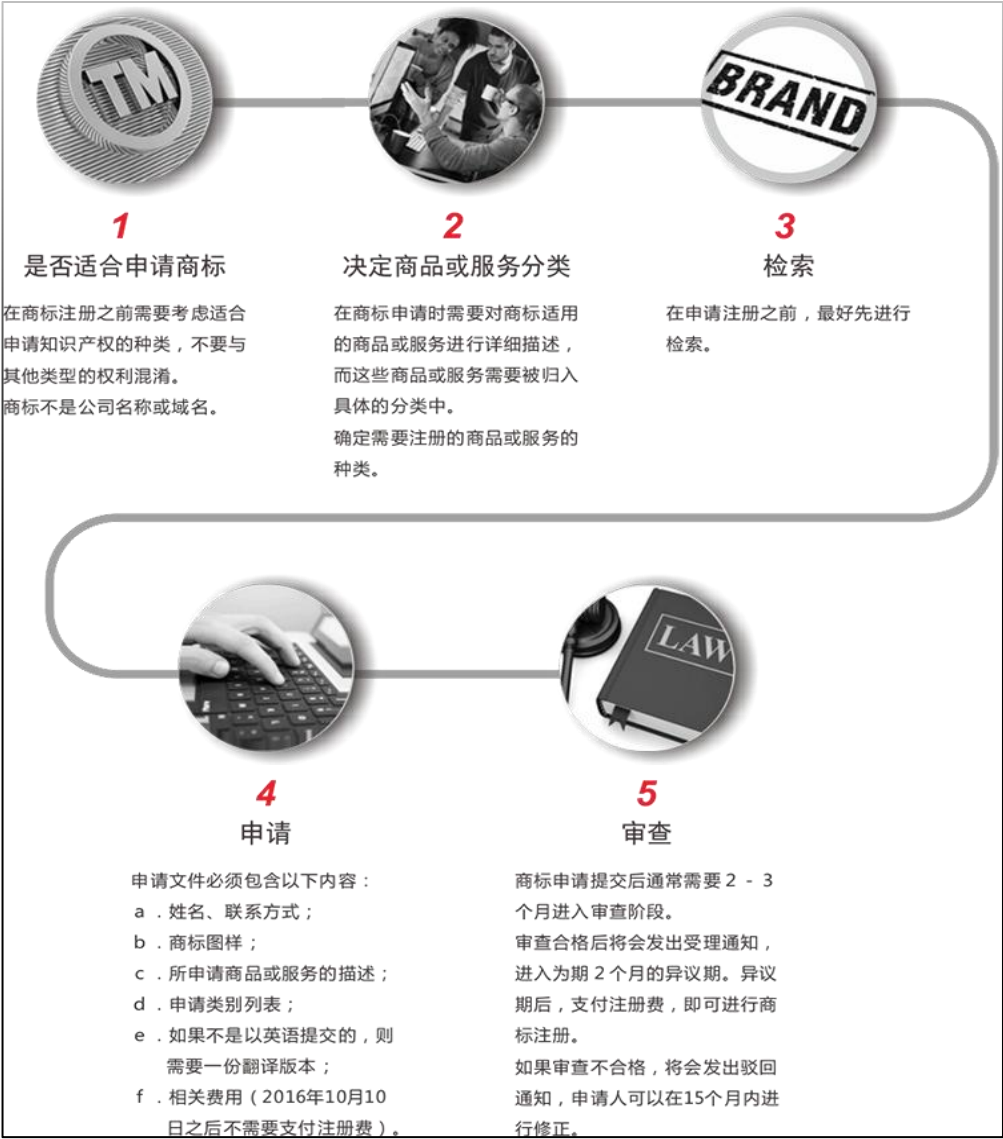 TM
BRAND
1
是否适合申请商标
在商标注册之前需要考虑适合
申请知识产权的种类，不要与
其他类型的权利混淆。
商标不是公司名称或域名。
2
决定商品或服务分类
在商标申请时需要对商标适用
的商品或服务进行详细描述，
而这些商品或服务需要被归入
具体的分类中。
确定需要注册的商品或服务的
种类。
3
检索
在申请注册之前，最好先进行
检索。
LAW
4
申请
申请文件必须包含以下内容：
a．姓名、联系方式；
b．商标图样；
c．所申请商品或服务的描述；
d．申请类别列表；
e．如果不是以英语提交的，则
需要一份翻译版本；
f．相关费用（2016年10月10
日之后不需要支付注册费）。
5
审查
商标申请提交后通常需要2－3
个月进入审查阶段。
审查合格后将会发出受理通知，
进入为期2个月的异议期。异议
期后，支付注册费，即可进行商
标注册。
如果审查不合格，将会发出驳回
通知，申请人可以在15个月内进
行修正。